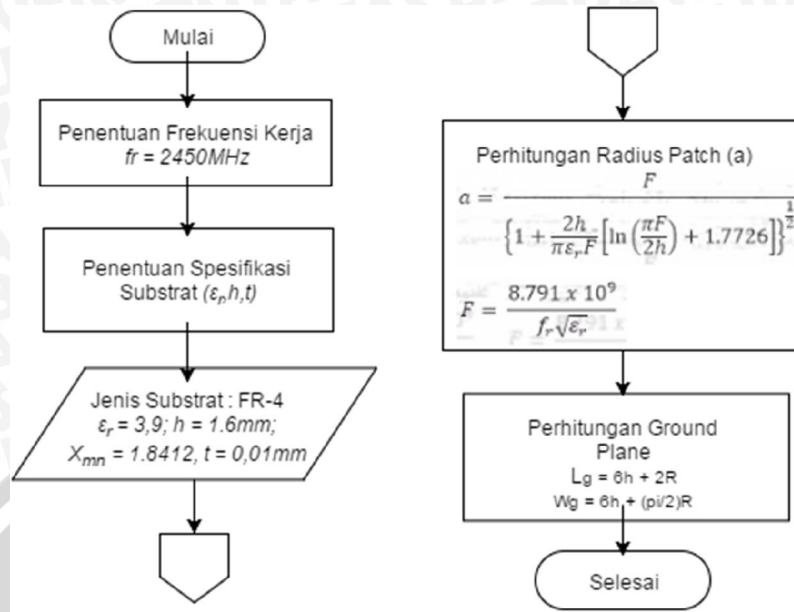 Mulai
Penentuan Frekuensi Kerja
fr = 2450MHz
Penentuan Spesifikasi
Substrat (εr,h,t)
Jenis Substrat : FR-4
εr = 3,9; h = 1.6mm;
Xmn = 1.8412, t = 0,01mm
Perhitungan Radius Patch (a)
a = F / {1 + 2h/(πεrF) [ln (πF/2h) + 1.7726]}^1/2
F = 8.791 x 10^9 / fr√εr
Perhitungan Ground
Plane
Lg = 6h + 2R
Wg = 6h + (pi/2)R
Selesai